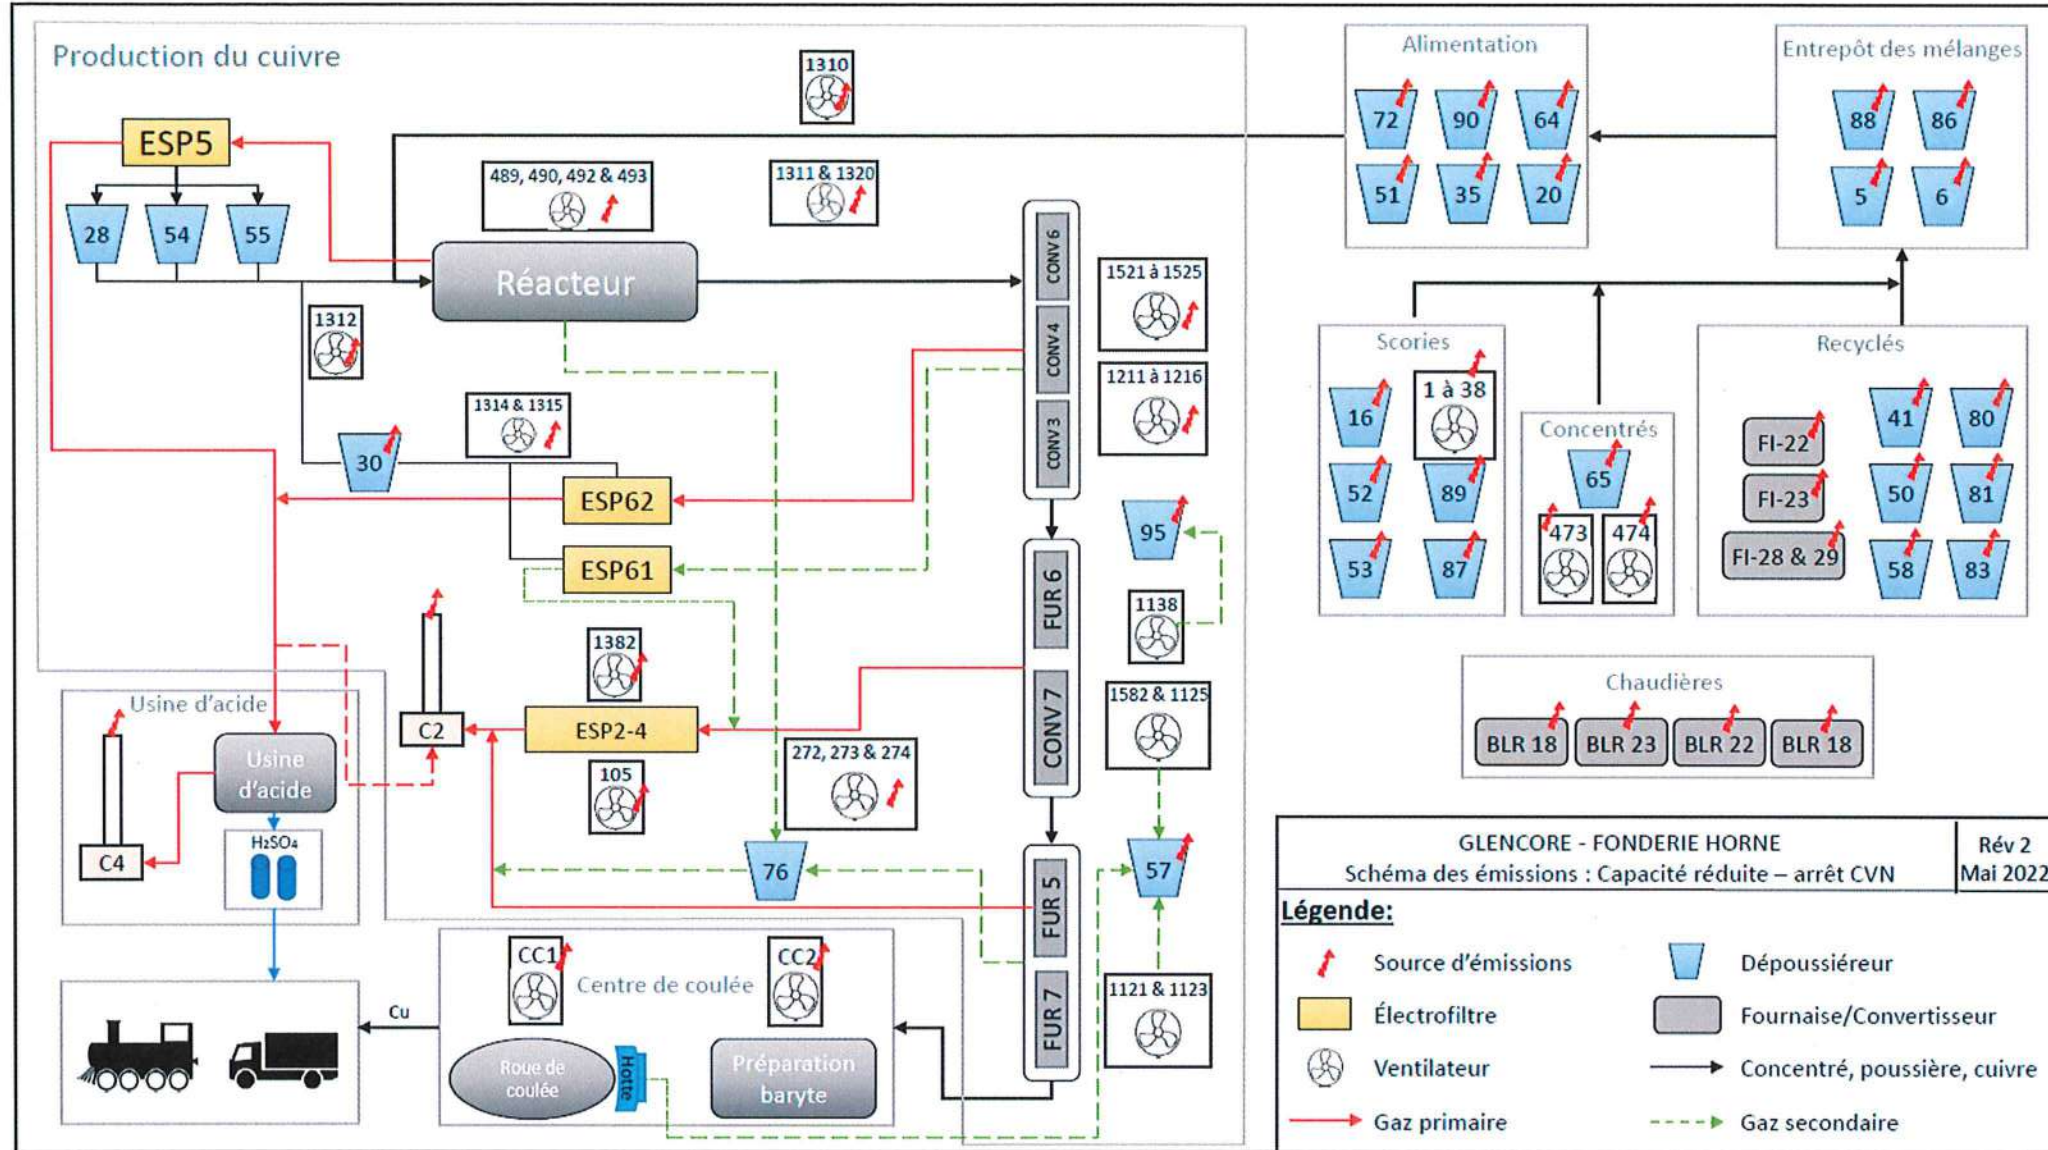 Production du cuivre
1310
ESP5
489, 490, 492 & 493
1311 & 1320
28
54
55
Réacteur
CONV 6
CONV 4
CONV 3
1521 à 1525
1211 à 1216
1312
1314 & 1315
30
ESP62
ESP61
95
FUR 6
CONV 7
1138
1382
ESP2-4
105
C2
1582 & 1125
272, 273 & 274
76
57
FUR 5
FUR 7
1121 & 1123
Usine d'acide
Usine
d'acide
C4
H₂SO₄
Cu
CC1
Centre de coulée
CC2
Roue de
coulée
Hotte
Préparation
baryte
Alimentation
72
90
64
51
35
20
Entrepôt des mélanges
88
86
5
6
Scories
16
1 à 38
52
89
53
87
Concentrés
65
473
474
Recyclés
FI-22
FI-23
FI-28 & 29
41
80
50
81
58
83
Chaudières
BLR 18
BLR 23
BLR 22
BLR 18
GLENCORE - FONDERIE HORNE
Schéma des émissions : Capacité réduite – arrêt CVN
Rév 2
Mai 2022
Légende:
Source d'émissions
Dépoussiéreur
Électrofiltre
Fournaise/Convertisseur
Ventilateur
Concentré, poussière, cuivre
Gaz primaire
Gaz secondaire